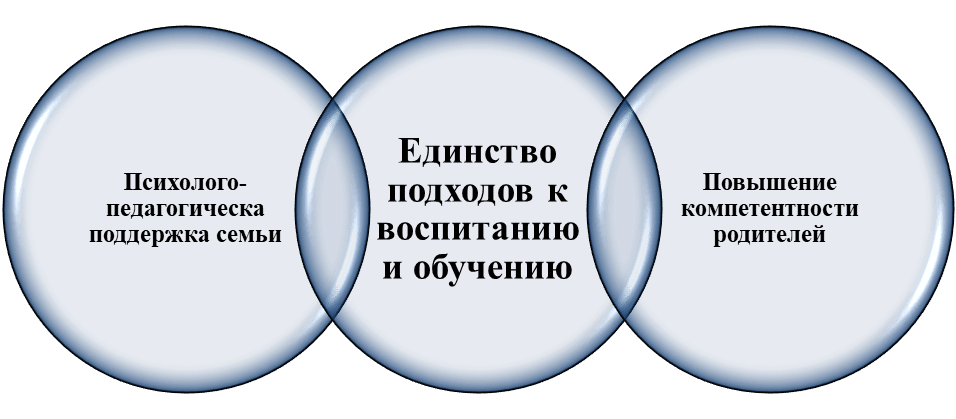 Психолого-
педагогическа
поддержка семьи
Единство
подходов к
воспитанию
и обучению
Повышение
компетентности
родителей